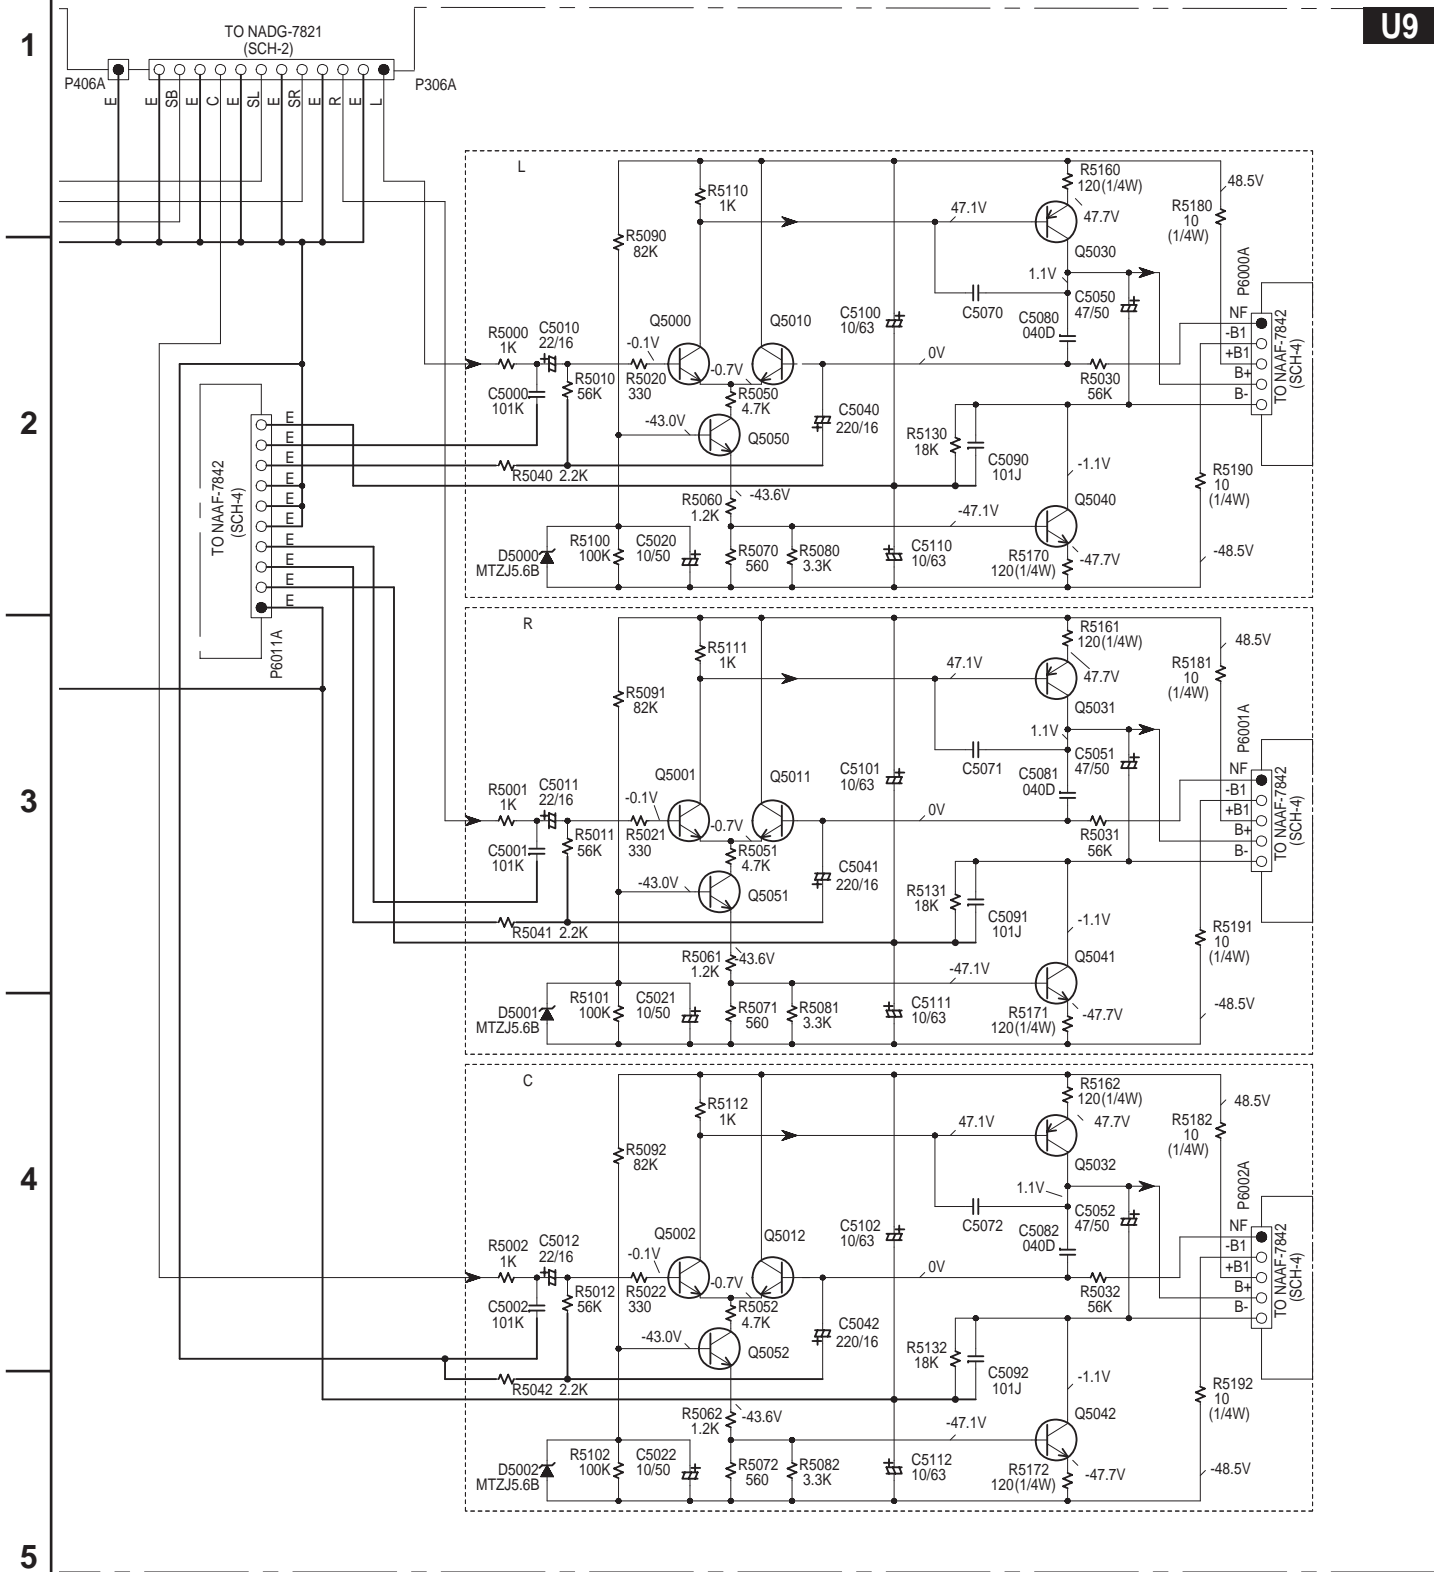 U9
1
TO NADG-7821
(SCH-2)
P406A
P306A
E
E
SB
E
C
E
SL
E
SR
E
R
E
L
L
R5110
1K
R5090
82K
47.1V
R5160
120(1/4W)
47.7V
Q5030
R5180
10
(1/4W)
48.5V
P6000A
1.1V
C5070
C5050
47/50
C5080
040D
C5100
10/63
Q5000
Q5010
R5000
1K
C5010
22/16
-0.1V
-0.7V
0V
NF
-B1
+B1
B+
B-
TO NAAF-7842
(SCH-4)
C5000
101K
R5010
56K
R5020
330
R5050
4.7K
R5030
56K
2
-43.0V
Q5050
C5040
220/16
R5130
18K
C5090
101J
-1.1V
Q5040
R5190
10
(1/4W)
R5040 2.2K
R5060
1.2K
-43.6V
-47.1V
D5000
MTZJ5.6B
R5100
100K
C5020
10/50
R5070
560
R5080
3.3K
C5110
10/63
R5170
120(1/4W)
-47.7V
-48.5V
TO NAAF-7842
(SCH-4)
E
E
E
E
E
E
E
E
E
E
P6011A
R
R5111
1K
R5091
82K
47.1V
R5161
120(1/4W)
47.7V
Q5031
R5181
10
(1/4W)
48.5V
P6001A
1.1V
C5071
C5051
47/50
C5081
040D
C5101
10/63
Q5001
Q5011
3
R5001
1K
C5011
22/16
-0.1V
-0.7V
0V
NF
-B1
+B1
B+
B-
TO NAAF-7842
(SCH-4)
C5001
101K
R5011
56K
R5021
330
R5051
4.7K
R5031
56K
-43.0V
Q5051
C5041
220/16
R5131
18K
C5091
101J
-1.1V
Q5041
R5191
10
(1/4W)
R5041 2.2K
R5061
1.2K
-43.6V
-47.1V
D5001
MTZJ5.6B
R5101
100K
C5021
10/50
R5071
560
R5081
3.3K
C5111
10/63
R5171
120(1/4W)
-47.7V
-48.5V
C
R5112
1K
R5092
82K
47.1V
R5162
120(1/4W)
47.7V
Q5032
R5182
10
(1/4W)
48.5V
P6002A
4
1.1V
C5072
C5052
47/50
C5082
040D
C5102
10/63
Q5002
Q5012
R5002
1K
C5012
22/16
-0.1V
-0.7V
0V
NF
-B1
+B1
B+
B-
TO NAAF-7842
(SCH-4)
C5002
101K
R5012
56K
R5022
330
R5052
4.7K
R5032
56K
-43.0V
Q5052
C5042
220/16
R5132
18K
C5092
101J
-1.1V
Q5042
R5192
10
(1/4W)
R5042 2.2K
R5062
1.2K
-43.6V
-47.1V
D5002
MTZJ5.6B
R5102
100K
C5022
10/50
R5072
560
R5082
3.3K
C5112
10/63
R5172
120(1/4W)
-47.7V
-48.5V
5